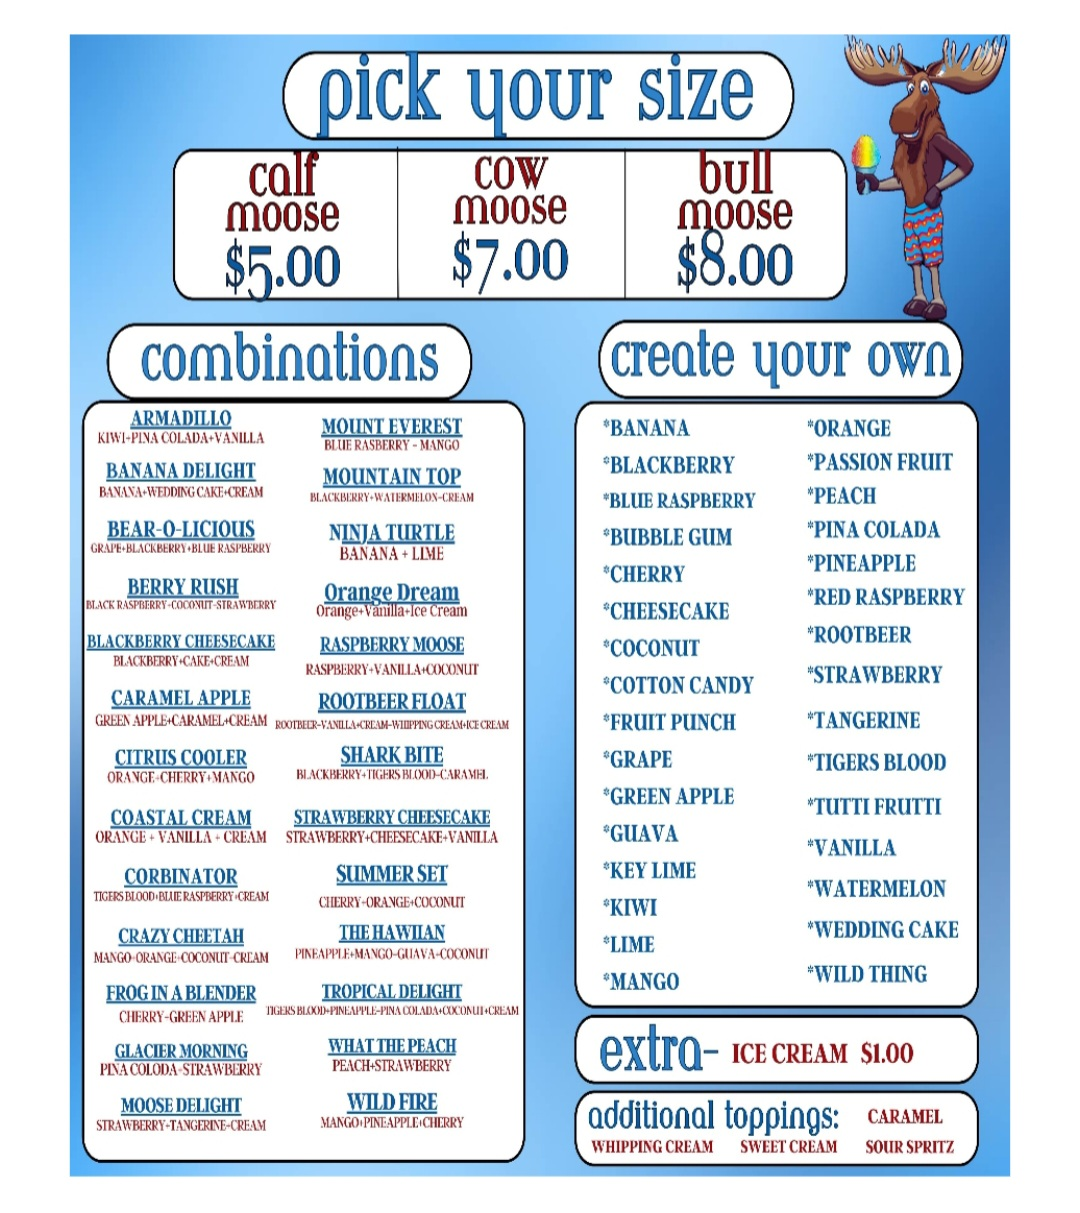 pick your size
calf
moose
$5.00
cow
moose
$7.00
bull
moose
$8.00
combinations
ARMADILLO
KIWI+PINA COLADA+VANILLA
BANANA DELIGHT
BANANA+WEDDING CAKE+CREAM
BEAR-O-LICIOUS
GRAPE+BLACKBERRY+BLUE RASPBERRY
BERRY RUSH
BLACK RASPBERRY+COCONUT+STRAWBERRY
BLACKBERRY CHEESECAKE
BLACKBERRY+CAKE+CREAM
CARAMEL APPLE
GREEN APPLE+CARAMEL+CREAM
CITRUS COOLER
ORANGE+CHERRY+MANGO
COASTAL CREAM
ORANGE + VANILLA + CREAM
CORBINATOR
TIGERS BLOOD+BLUE RASPBERRY+CREAM
CRAZY CHEETAH
MANGO+ORANGE+COCONUT+CREAM
FROG IN A BLENDER
CHERRY+GREEN APPLE
GLACIER MORNING
PINA COLODA+STRAWBERRY
MOOSE DELIGHT
STRAWBERRY+TANGERINE+CREAM
MOUNT EVEREST
BLUE RASBERRY + MANGO
MOUNTAIN TOP
BLACKBERRY+WATERMELON+CREAM
NINJA TURTLE
BANANA + LIME
Orange Dream
Orange+Vanilla+Ice Cream
RASPBERRY MOOSE
RASPBERRY+VANILLA+COCONUT
ROOTBEER FLOAT
ROOTBEER+VANILLA+CREAM+WHIPPING CREAM+ICE CREAM
SHARK BITE
BLACKBERRY+TIGERS BLOOD+CARAMEL
STRAWBERRY CHEESECAKE
STRAWBERRY+CHEESECAKE+VANILLA
SUMMER SET
CHERRY+ORANGE+COCONUT
THE HAWIIAN
PINEAPPLE+MANGO+GUAVA+COCONUT
TROPICAL DELIGHT
TIGERS BLOOD+PINEAPPLE+PINA COLADA+COCONUT+CREAM
WHAT THE PEACH
PEACH+STRAWBERRY
WILD FIRE
MANGO+PINEAPPLE+CHERRY
create your own
*BANANA
*BLACKBERRY
*BLUE RASPBERRY
*BUBBLE GUM
*CHERRY
*CHEESECAKE
*COCONUT
*COTTON CANDY
*FRUIT PUNCH
*GRAPE
*GREEN APPLE
*GUAVA
*KEY LIME
*KIWI
*LIME
*MANGO
*ORANGE
*PASSION FRUIT
*PEACH
*PINA COLADA
*PINEAPPLE
*RED RASPBERRY
*ROOTBEER
*STRAWBERRY
*TANGERINE
*TIGERS BLOOD
*TUTTI FRUTTI
*VANILLA
*WATERMELON
*WEDDING CAKE
*WILD THING
extra- ICE CREAM $1.00
additional toppings: CARAMEL
WHIPPING CREAM SWEET CREAM SOUR SPRITZ